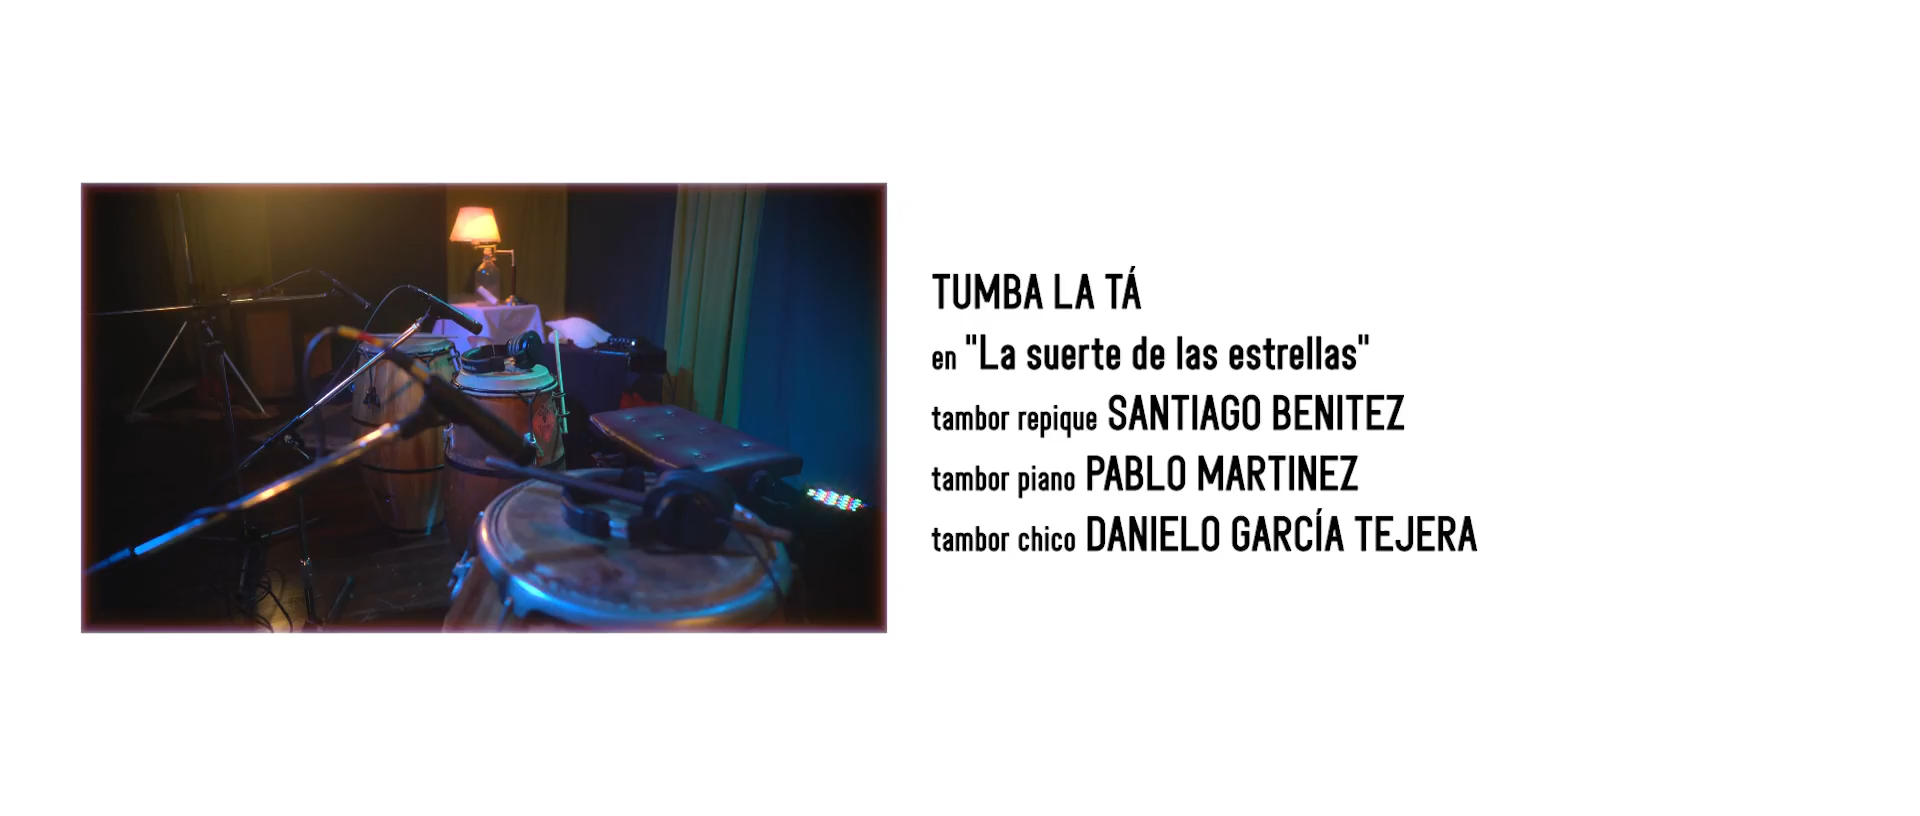 TUMBA LA TÁ
en "La suerte de las estrellas"
tambor repique SANTIAGO BENITEZ
tambor piano PABLO MARTINEZ
tambor chico DANIELO GARCÍA TEJERA